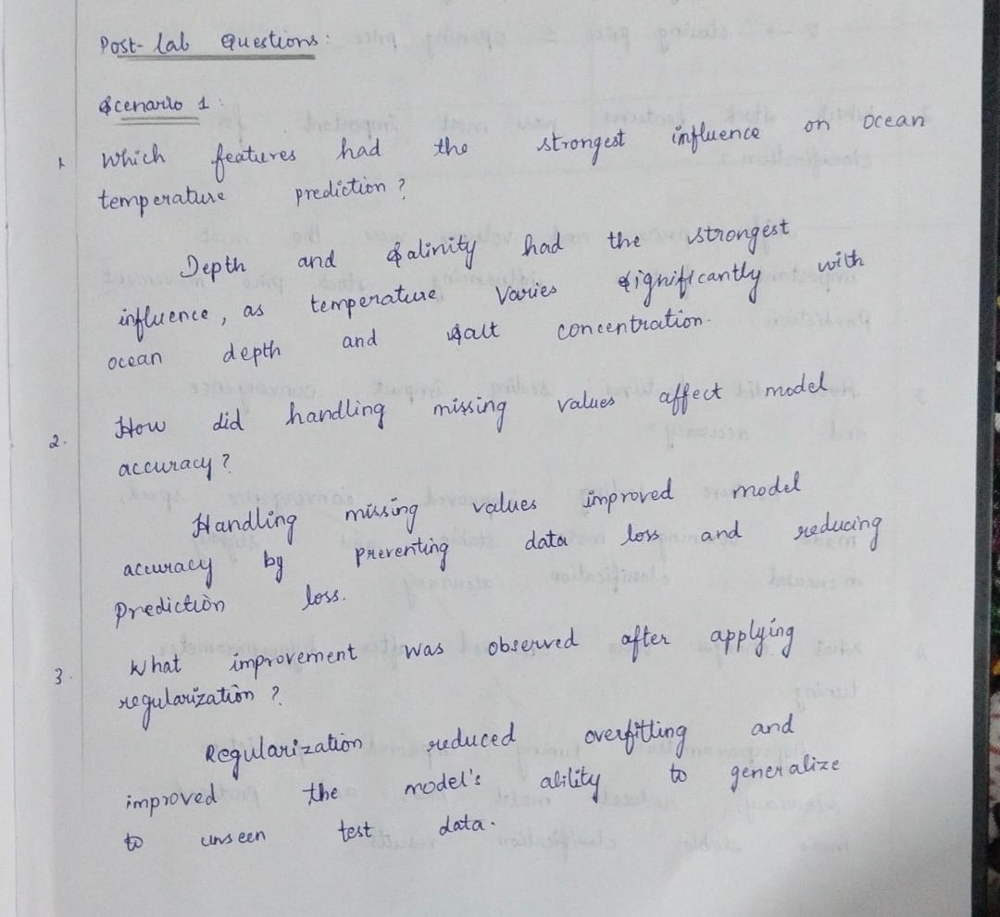 Post-lab Questions:
Scenario 1:
1. Which features had the strongest influence on ocean
temperature prediction?
Depth and Salinity had the strongest
influence, as temperature varies significantly with
ocean depth and salt concentration.
2. How did handling missing values affect model
accuracy?
Handling missing values improved model
accuracy by preventing data loss and reducing
prediction loss.
3. What improvement was observed after applying
regularization?
Regularization reduced overfitting and
improved the model's ability to generalize
to unseen test data.